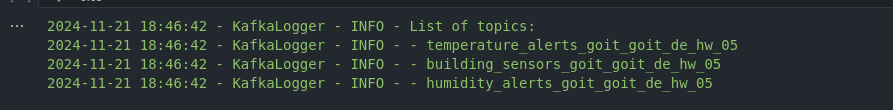 ...
2024-11-21 18:46:42 - KafkaLogger - INFO - List of topics:
2024-11-21 18:46:42 - KafkaLogger - INFO - - temperature_alerts_goit_goit_de_hw_05
2024-11-21 18:46:42 - KafkaLogger - INFO - - building_sensors_goit_goit_de_hw_05
2024-11-21 18:46:42 - KafkaLogger - INFO - - humidity_alerts_goit_goit_de_hw_05